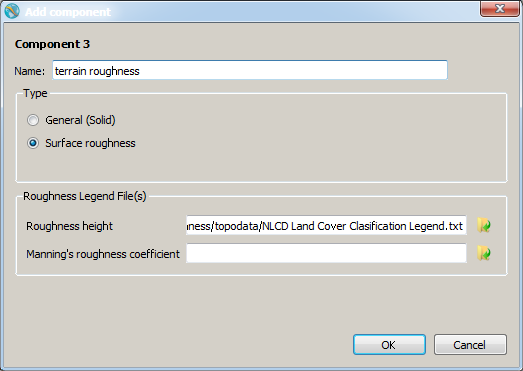 Add component
Component 3
Name: terrain roughness
Type
General (Solid)
Surface roughness
Roughness Legend File(s)
Roughness height ness/topodata/NLCD Land Cover Clasification Legend.txt
Manning's roughness coefficient
OK Cancel